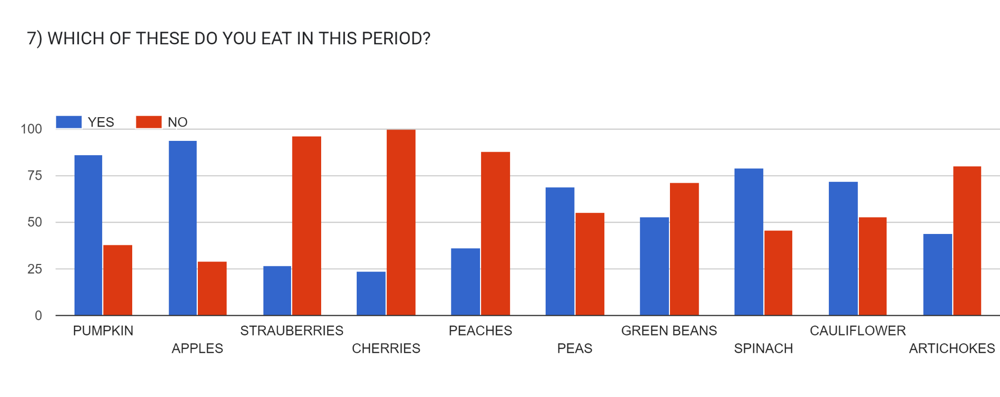 7) WHICH OF THESE DO YOU EAT IN THIS PERIOD?
YES NO
100
75
50
25
0
PUMPKIN STRAUBERRIES PEACHES GREEN BEANS CAULIFLOWER
APPLES CHERRIES PEAS SPINACH ARTICHOKES